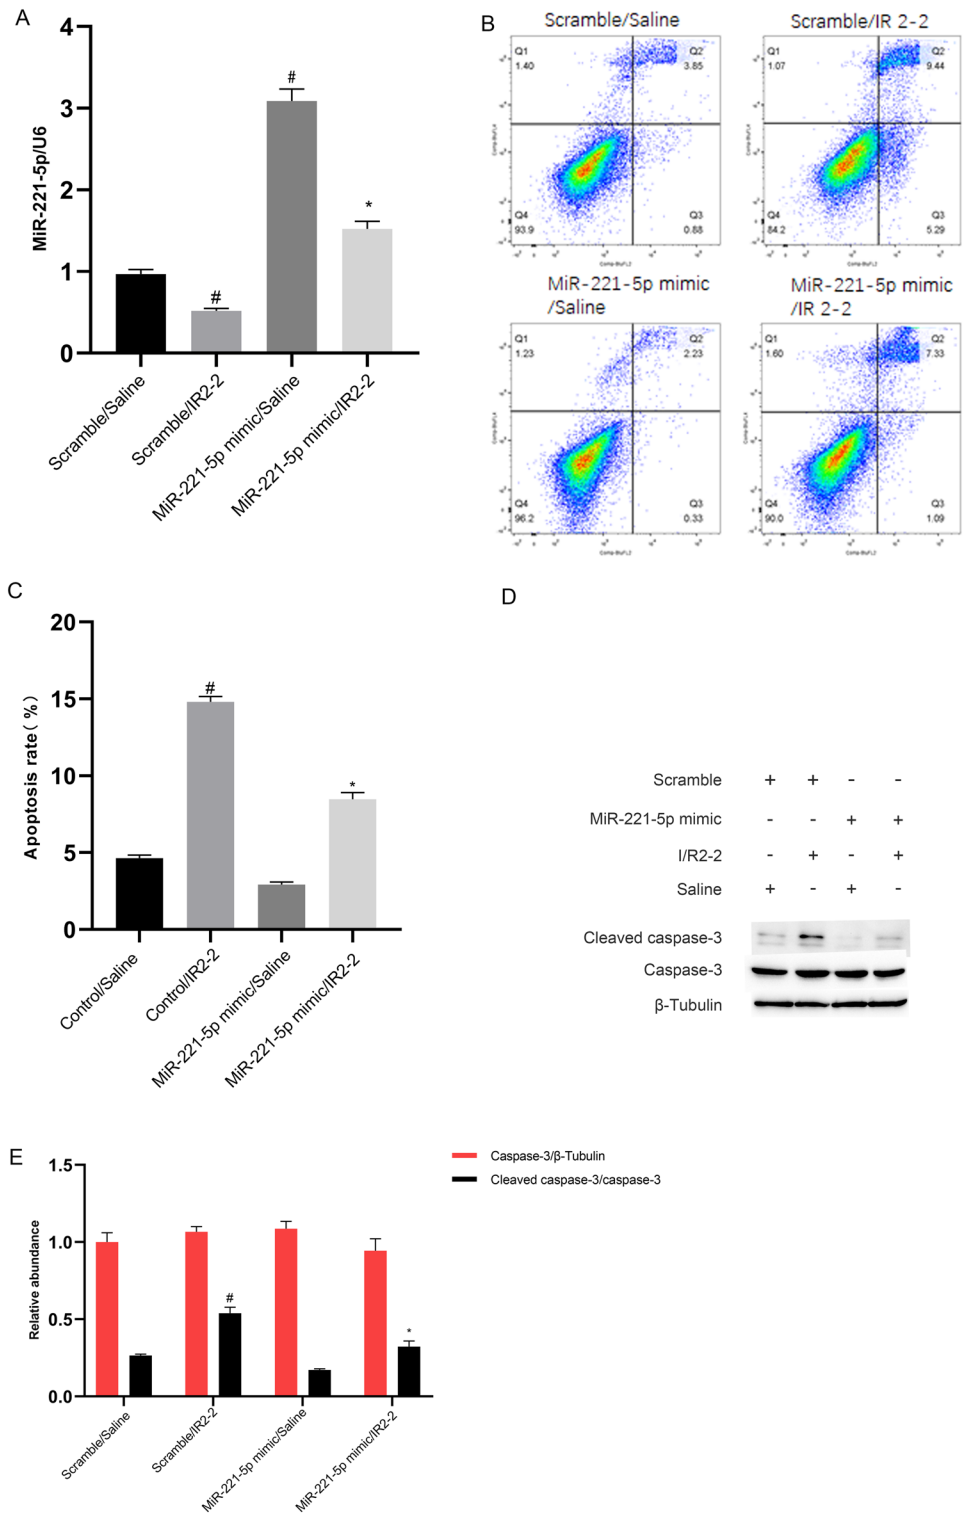 A
MiR-221-5p/U6
4
3
2
1
0
#
#
*
Scramble/Saline
Scramble/IR2-2
MiR-221-5p mimic/Saline
MiR-221-5p mimic/IR2-2
B
Scramble/Saline
Q1
1.40
Q2
3.85
Q4
93.9
Q3
0.88
Scramble/IR 2-2
Q1
1.07
Q2
9.44
Q4
84.2
Q3
5.29
MiR-221-5p mimic
/Saline
Q1
1.23
Q2
2.23
Q4
96.2
Q3
0.33
MiR-221-5p mimic
/IR 2-2
Q1
1.60
Q2
7.33
Q4
90.0
Q3
1.09
C
Apoptosis rate( %)
20
15
10
5
0
#
*
Control/Saline
Control/IR2-2
MiR-221-5p mimic/Saline
MiR-221-5p mimic/IR2-2
D
Scramble + + - -
MiR-221-5p mimic - - + +
I/R2-2 - + - +
Saline + - + -
Cleaved caspase-3
Caspase-3
β-Tubulin
E
Relative abundance
1.5
1.0
0.5
0.0
#
*
Scramble/Saline
Scramble/IR2-2
MiR-221-5p mimic/Saline
MiR-221-5p mimic/IR2-2
Caspase-3/β-Tubulin
Cleaved caspase-3/caspase-3